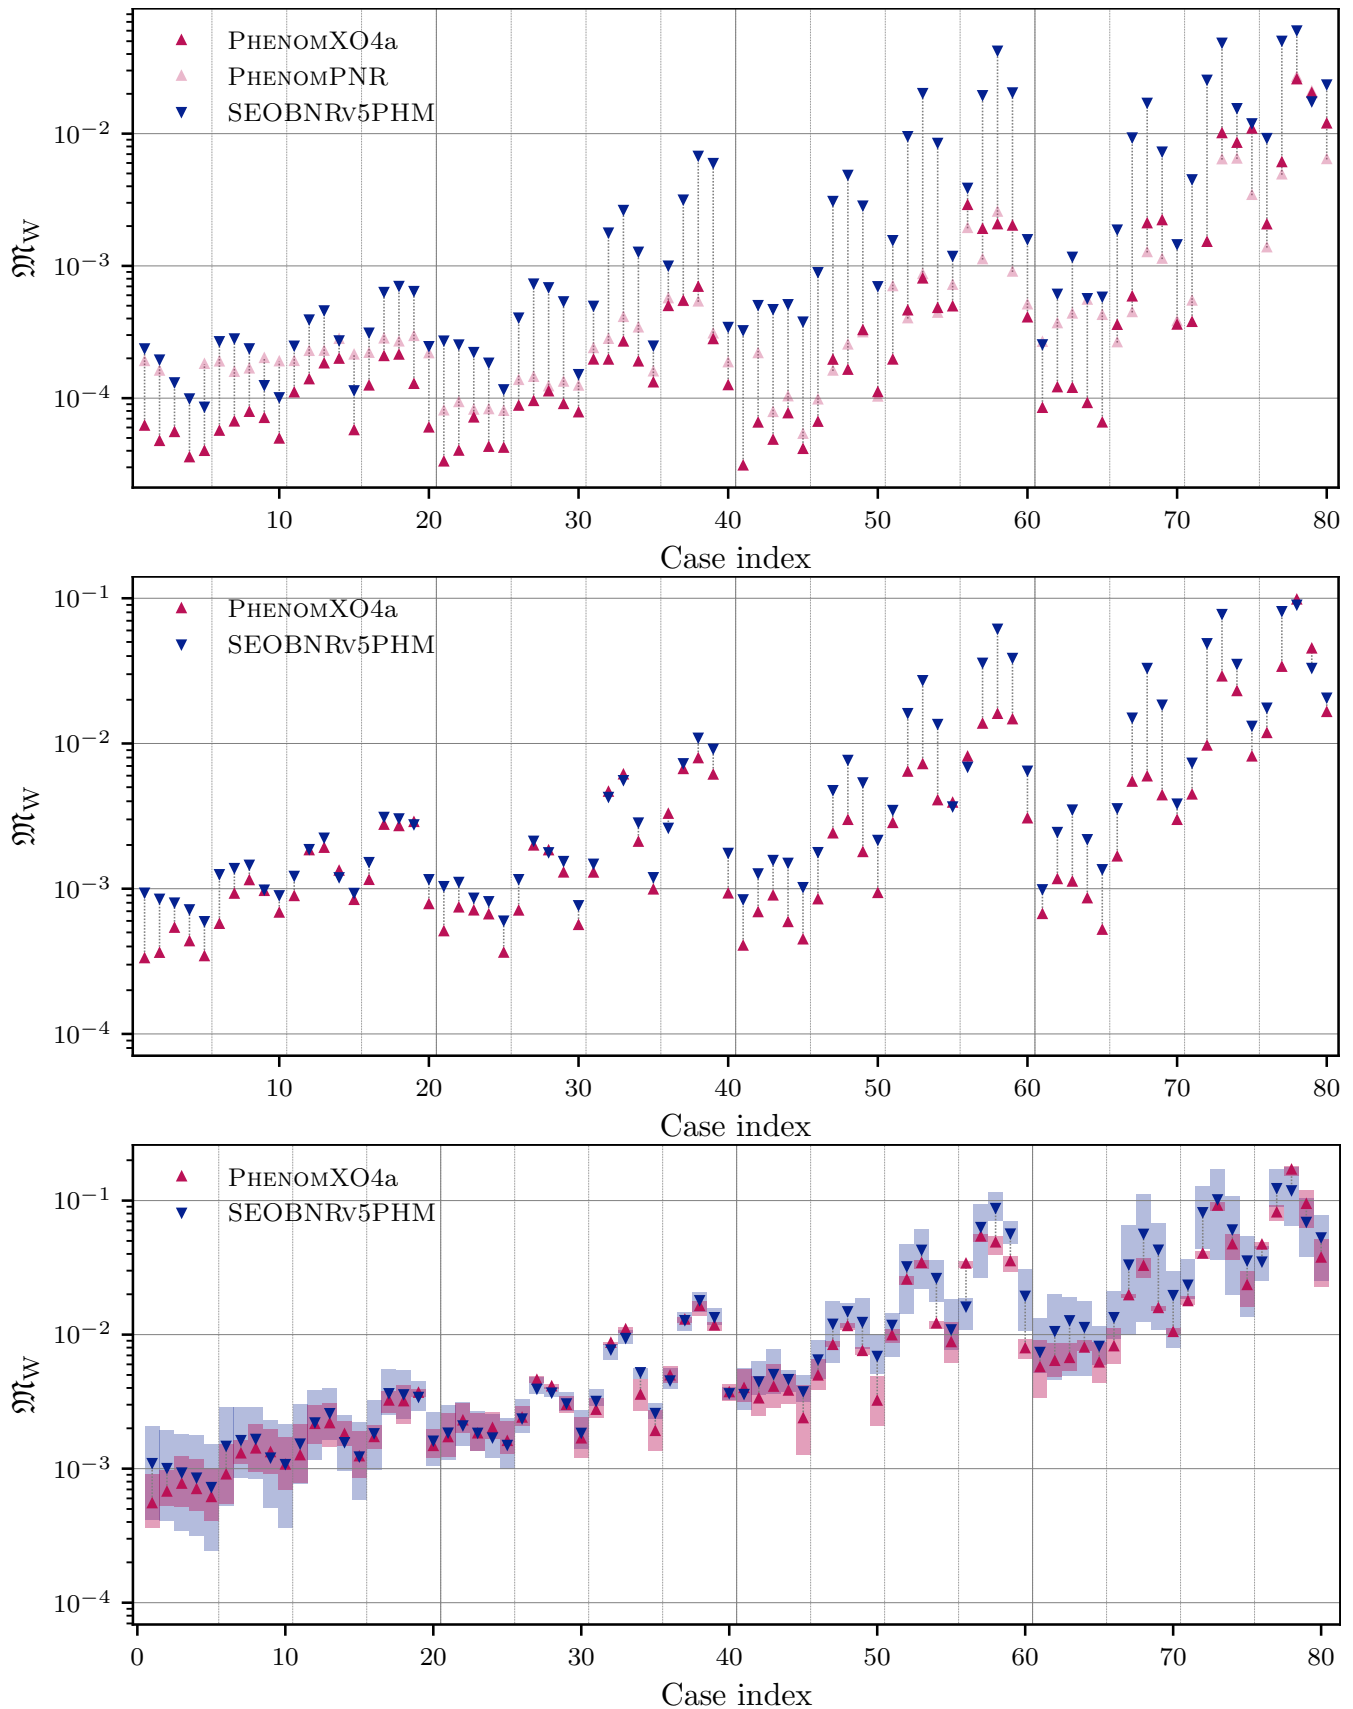 PhenomXO4a
PhenomPNR
SEOBNRv5PHM
10⁻²
10⁻³
10⁻⁴
𝔐_W
10 20 30 40 50 60 70 80
Case index
PhenomXO4a
SEOBNRv5PHM
10⁻¹
10⁻²
10⁻³
10⁻⁴
𝔐_W
10 20 30 40 50 60 70 80
Case index
PhenomXO4a
SEOBNRv5PHM
10⁻¹
10⁻²
10⁻³
10⁻⁴
𝔐_W
0 10 20 30 40 50 60 70 80
Case index